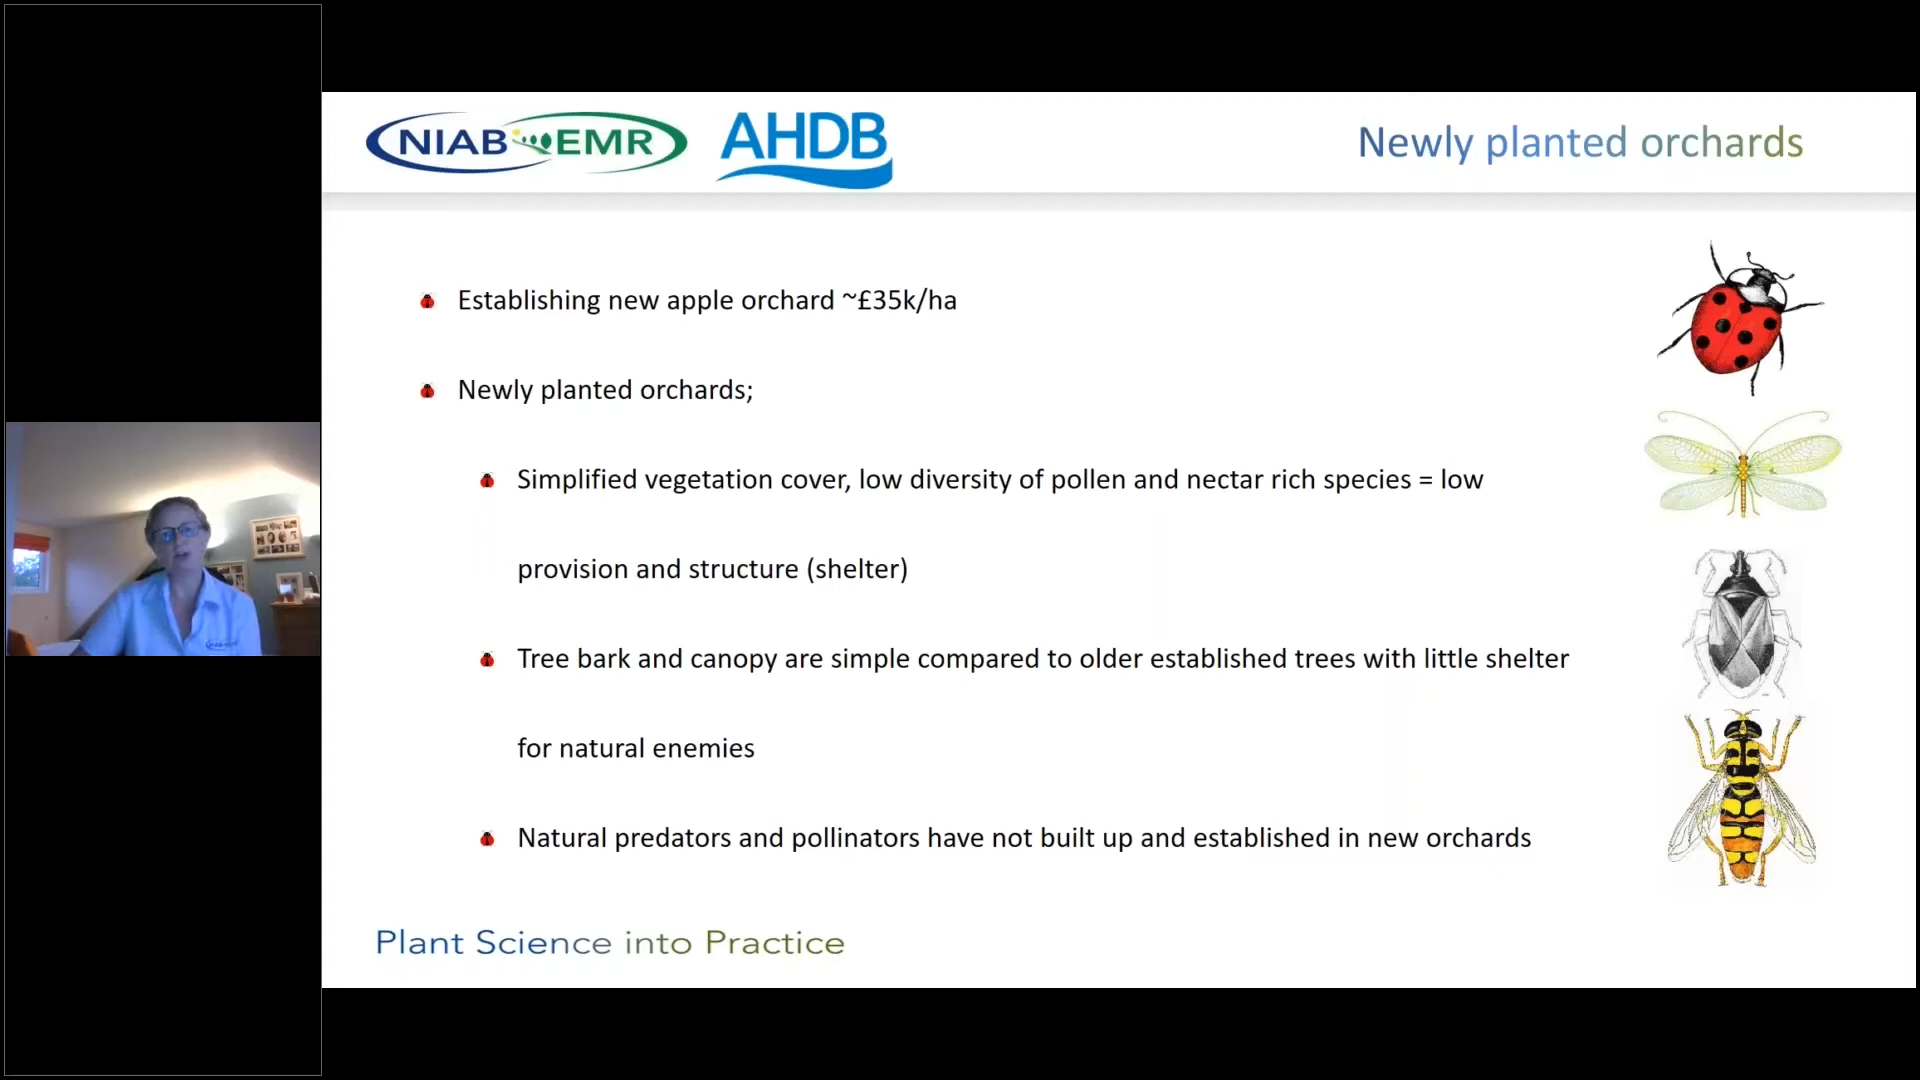 NIAB EMR
AHDB
Newly planted orchards
Establishing new apple orchard ~£35k/ha
Newly planted orchards;
Simplified vegetation cover, low diversity of pollen and nectar rich species = low
provision and structure (shelter)
Tree bark and canopy are simple compared to older established trees with little shelter
for natural enemies
Natural predators and pollinators have not built up and established in new orchards
Plant Science into Practice